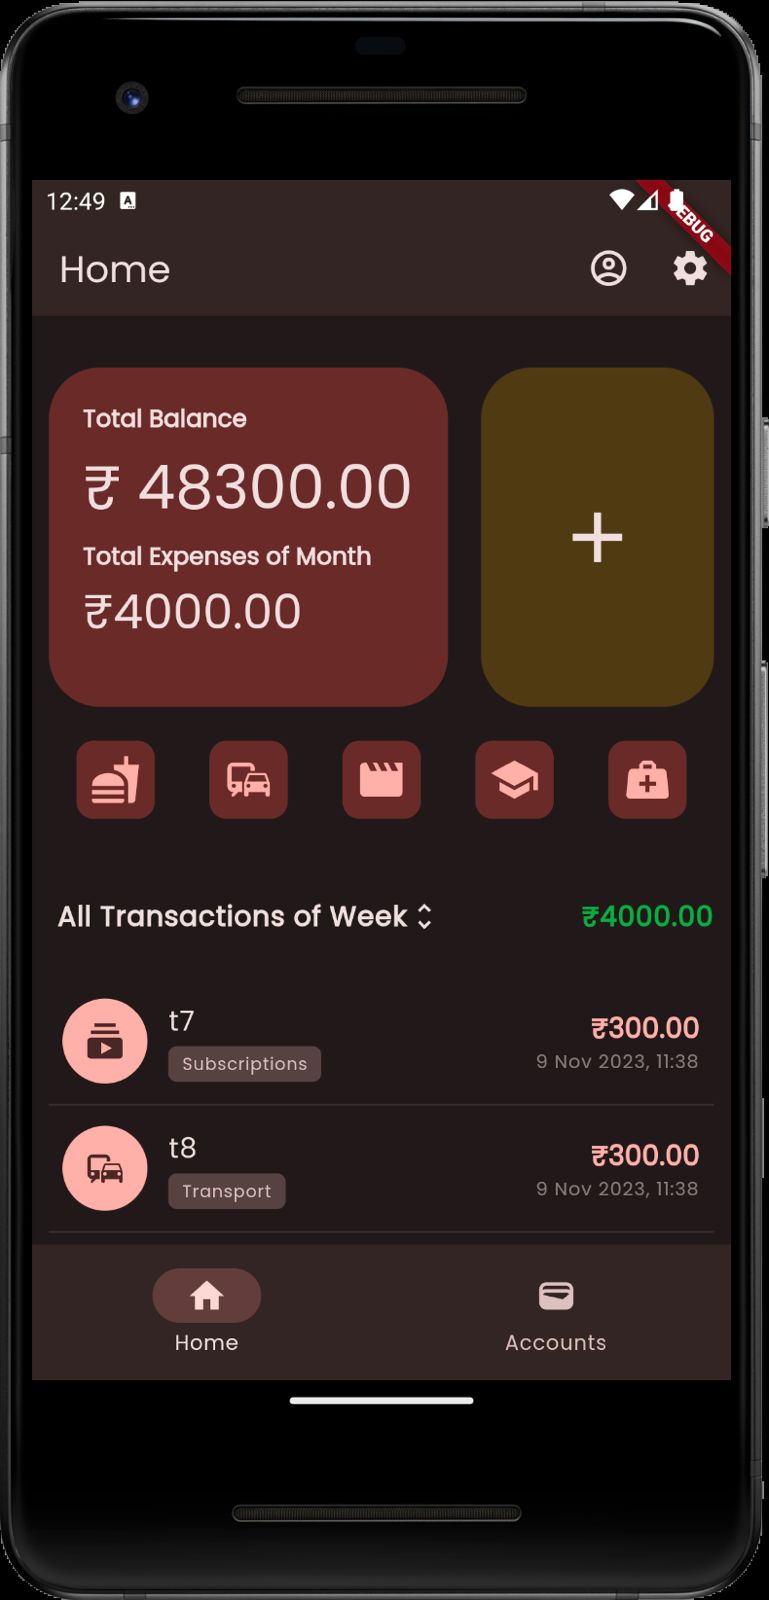 12:49
EBUG
Home
Total Balance
₹ 48300.00
Total Expenses of Month
₹4000.00
All Transactions of Week
₹4000.00
t7
₹300.00
Subscriptions
9 Nov 2023, 11:38
t8
₹300.00
Transport
9 Nov 2023, 11:38
Home
Accounts